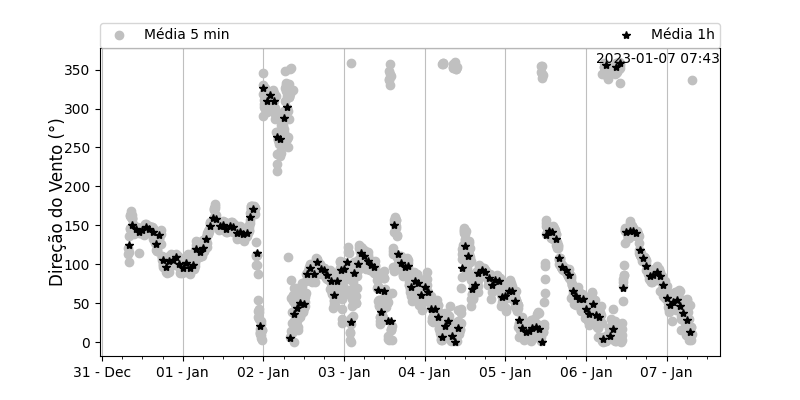 Média 5 min
Média 1h
2023-01-07 07:43
Direção do Vento (°)
350
300
250
200
150
100
50
0
31 - Dec
01 - Jan
02 - Jan
03 - Jan
04 - Jan
05 - Jan
06 - Jan
07 - Jan